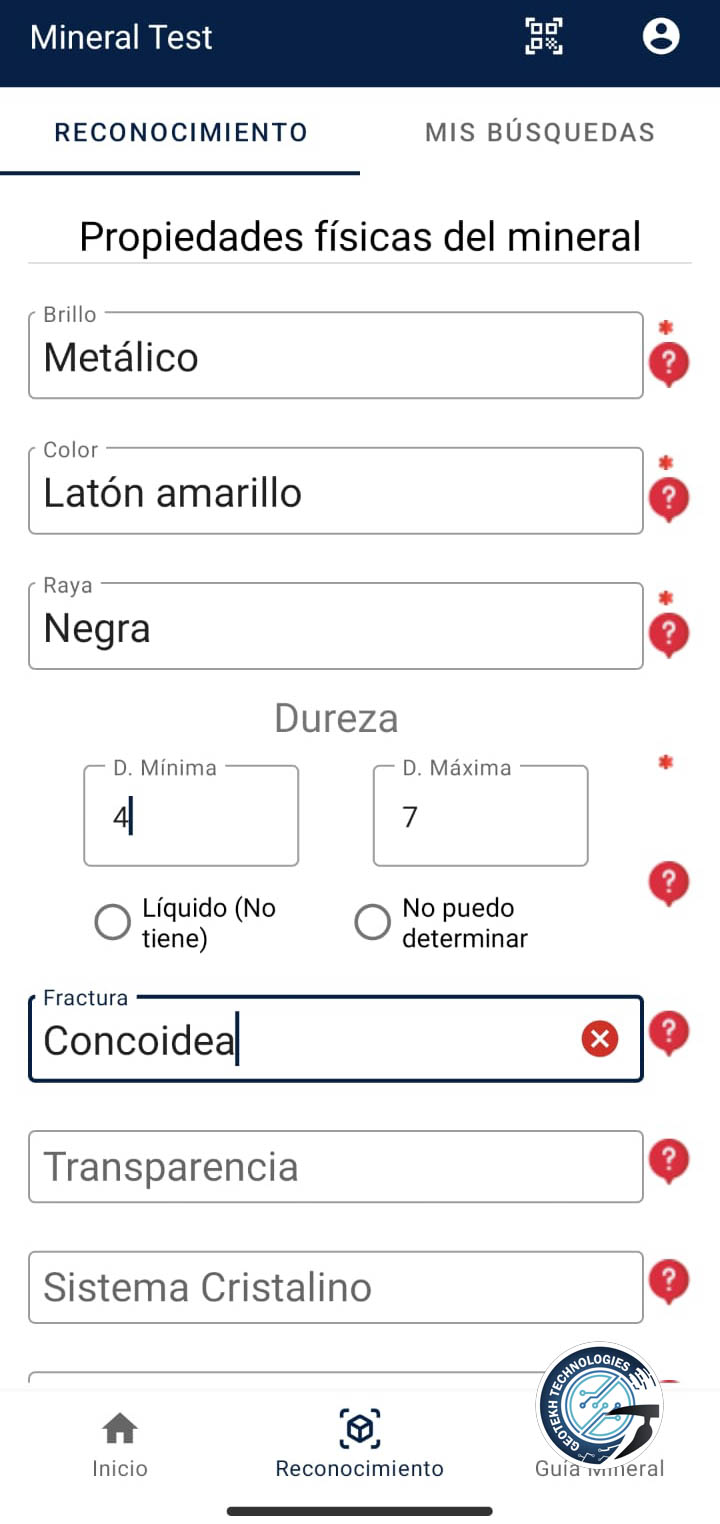 Mineral Test
RECONOCIMIENTO
MIS BÚSQUEDAS
Propiedades físicas del mineral
Brillo
Metálico
*
?
Color
Latón amarillo
*
?
Raya
Negra
*
?
Dureza
D. Mínima
4
D. Máxima
7
*
Líquido (No
tiene)
No puedo
determinar
?
Fractura
Concoidea
?
Transparencia
?
Sistema Cristalino
?
GEOTEKH TECHNOLOGIES
Inicio
Reconocimiento
Guía Mineral